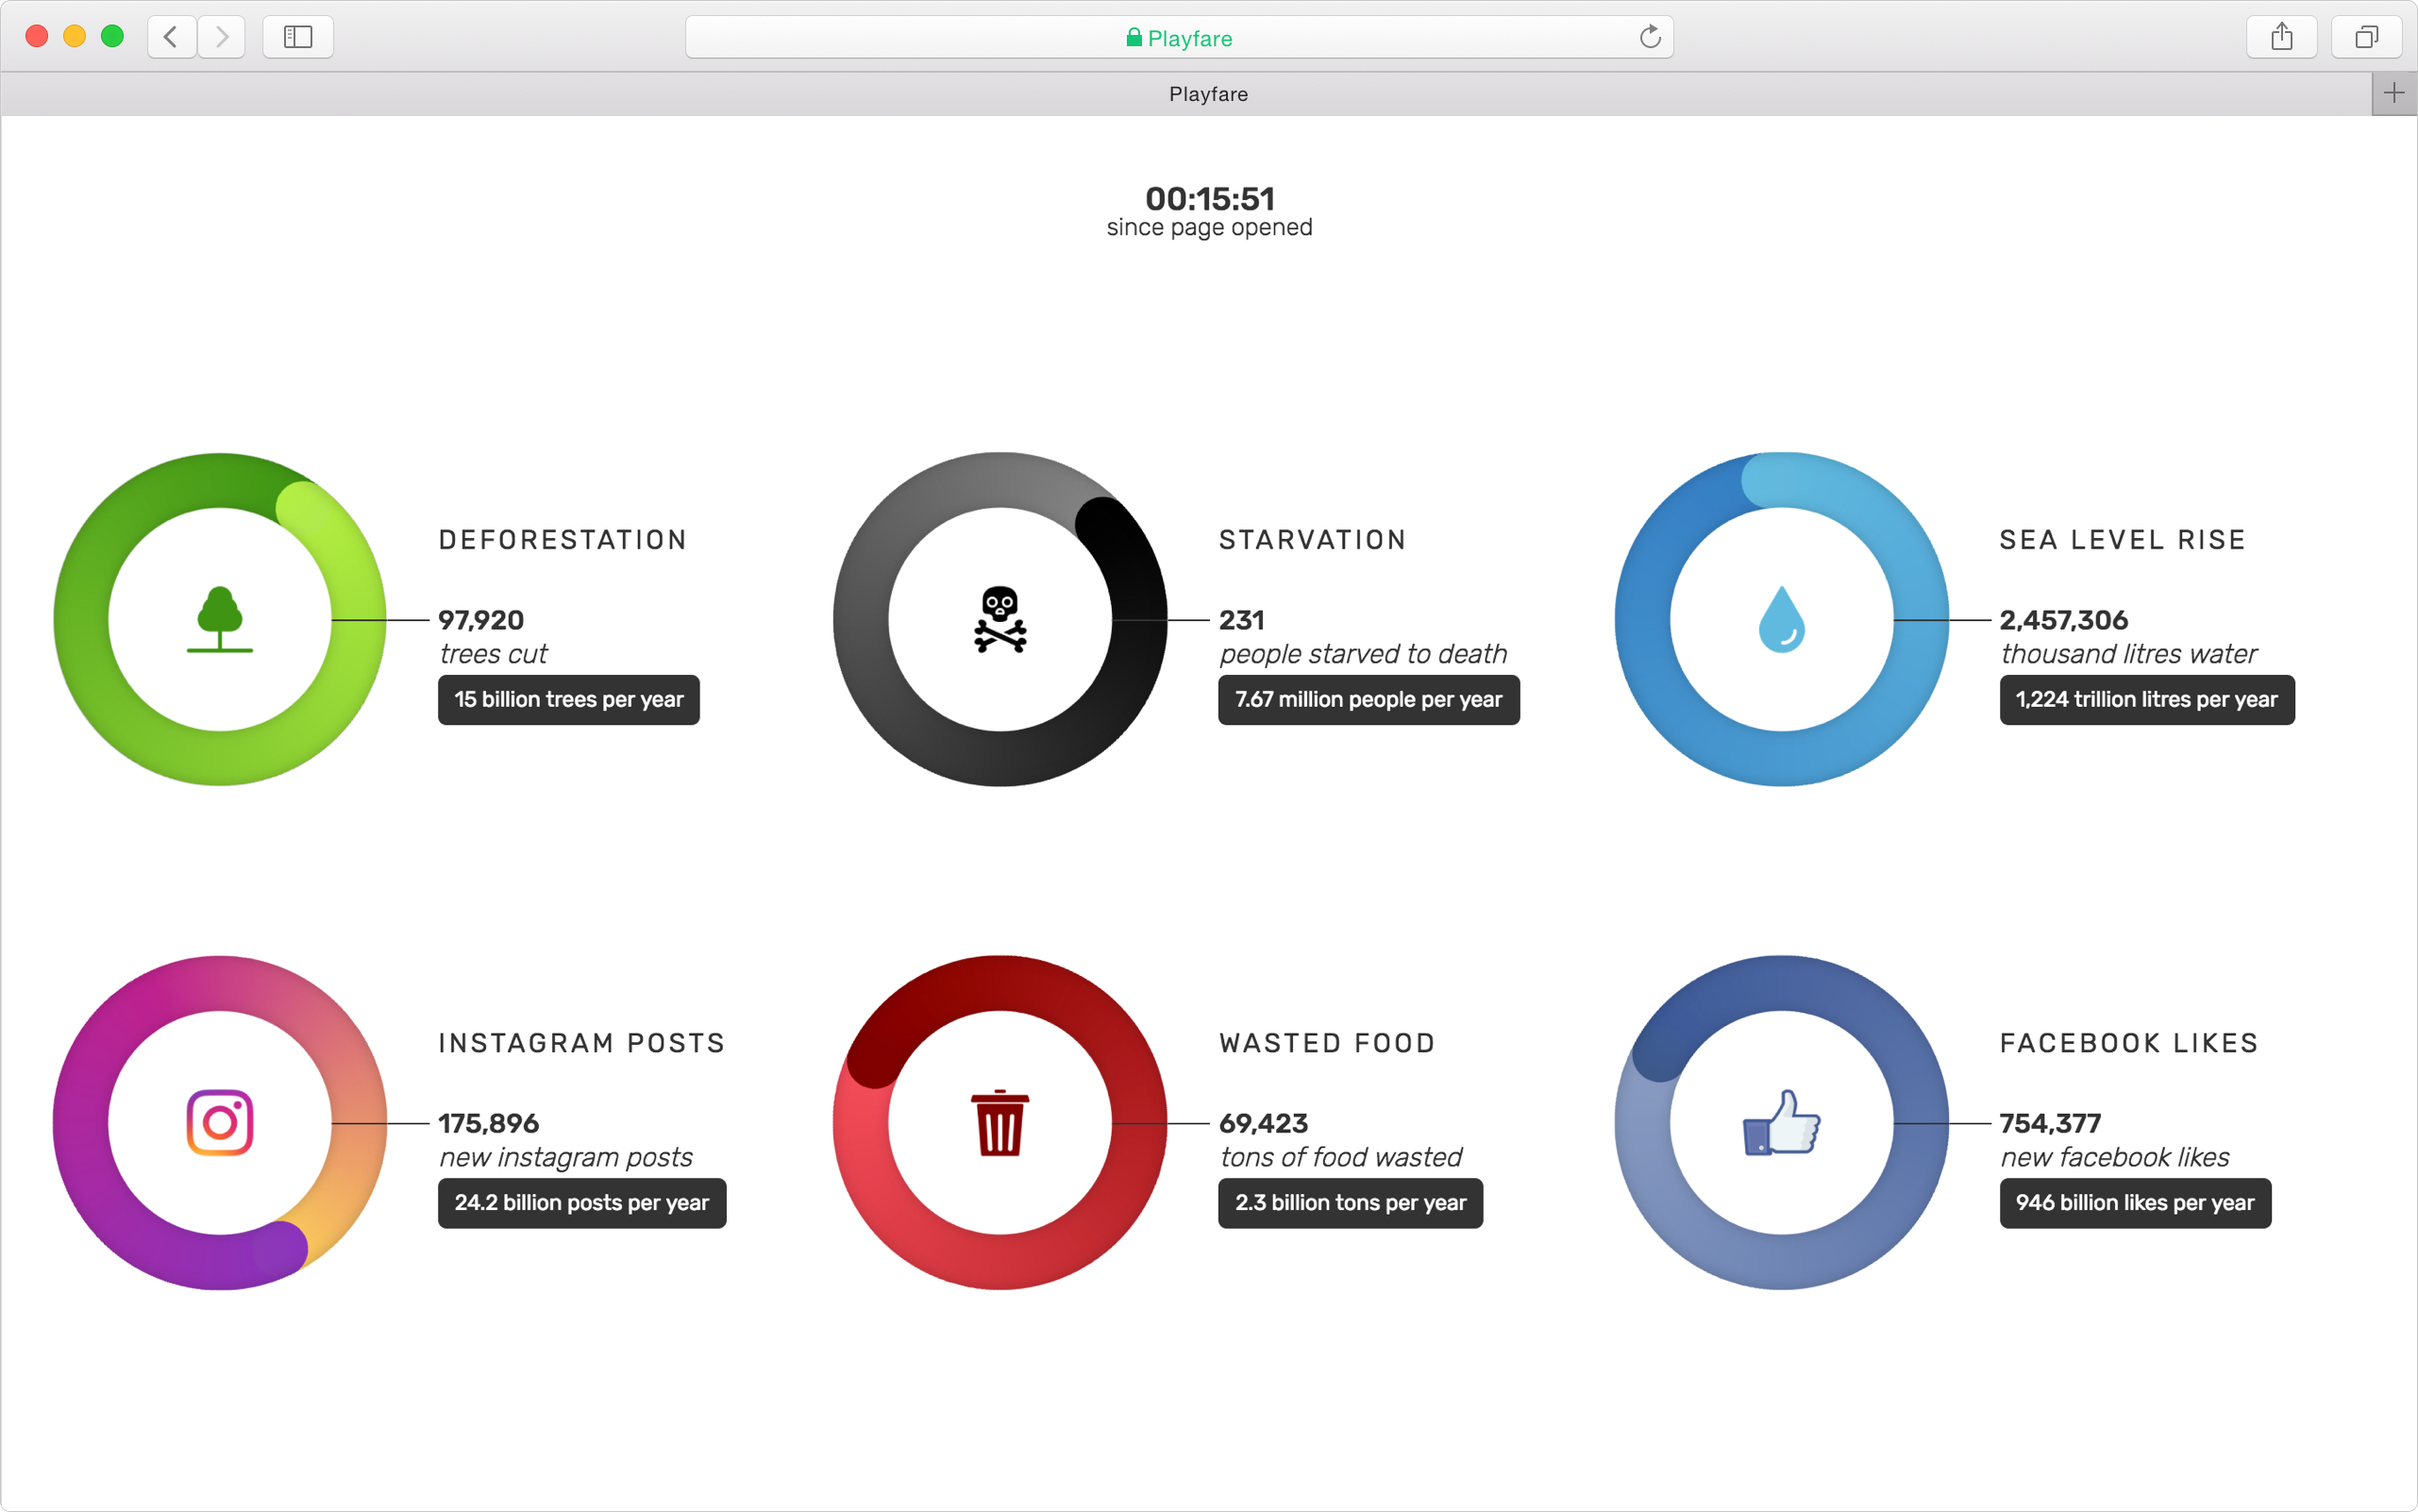 Playfare
Playfare
00:15:51
since page opened
DEFORESTATION
97,920
trees cut
15 billion trees per year
STARVATION
231
people starved to death
7.67 million people per year
SEA LEVEL RISE
2,457,306
thousand litres water
1,224 trillion litres per year
INSTAGRAM POSTS
175,896
new instagram posts
24.2 billion posts per year
WASTED FOOD
69,423
tons of food wasted
2.3 billion tons per year
FACEBOOK LIKES
754,377
new facebook likes
946 billion likes per year